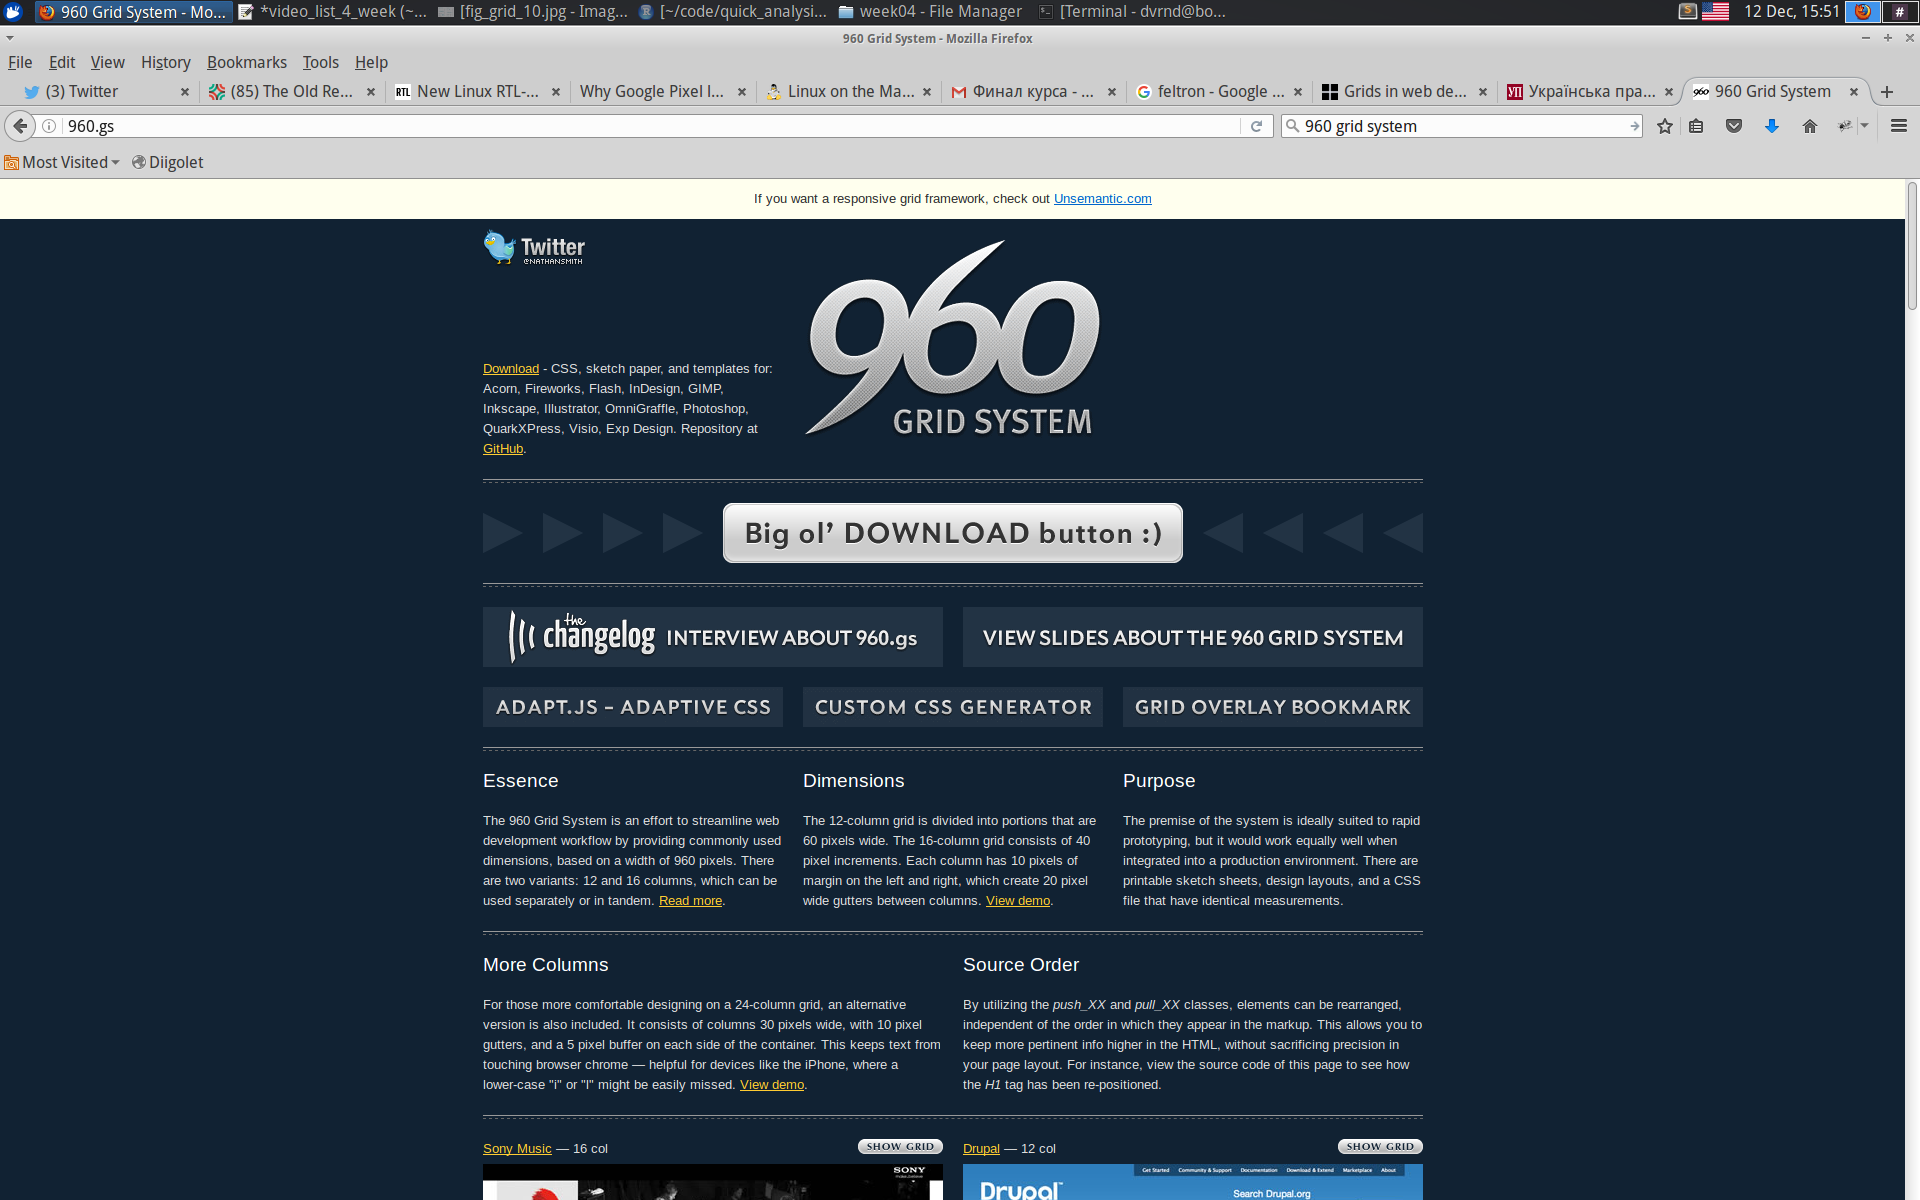 960 Grid System - Mo...
*video_list_4_week (~...
[fig_grid_10.jpg - Imag...
[~/code/quick_analysi...
week04 - File Manager
[Terminal - dvrnd@bo...
12 Dec, 15:51
#
960 Grid System - Mozilla Firefox
File Edit View History Bookmarks Tools Help
(3) Twitter
(85) The Old Re...
RTL New Linux RTL-...
Why Google Pixel I...
Linux on the Ma...
Финал курса - ...
feltron - Google ...
Grids in web de...
УП Українська пра...
960 960 Grid System
960.gs
960 grid system
Most Visited
Diigolet
If you want a responsive grid framework, check out Unsemantic.com
Twitter
@NATHANSMITH
960
GRID SYSTEM
Download - CSS, sketch paper, and templates for:
Acorn, Fireworks, Flash, InDesign, GIMP,
Inkscape, Illustrator, OmniGraffle, Photoshop,
QuarkXPress, Visio, Exp Design. Repository at
GitHub.
Big ol’ DOWNLOAD button :)
the changelog INTERVIEW ABOUT 960.gs
VIEW SLIDES ABOUT THE 960 GRID SYSTEM
ADAPT.JS – ADAPTIVE CSS
CUSTOM CSS GENERATOR
GRID OVERLAY BOOKMARK
Essence
The 960 Grid System is an effort to streamline web
development workflow by providing commonly used
dimensions, based on a width of 960 pixels. There
are two variants: 12 and 16 columns, which can be
used separately or in tandem. Read more.
Dimensions
The 12-column grid is divided into portions that are
60 pixels wide. The 16-column grid consists of 40
pixel increments. Each column has 10 pixels of
margin on the left and right, which create 20 pixel
wide gutters between columns. View demo.
Purpose
The premise of the system is ideally suited to rapid
prototyping, but it would work equally well when
integrated into a production environment. There are
printable sketch sheets, design layouts, and a CSS
file that have identical measurements.
More Columns
For those more comfortable designing on a 24-column grid, an alternative
version is also included. It consists of columns 30 pixels wide, with 10 pixel
gutters, and a 5 pixel buffer on each side of the container. This keeps text from
touching browser chrome — helpful for devices like the iPhone, where a
lower-case "i" or "l" might be easily missed. View demo.
Source Order
By utilizing the push_XX and pull_XX classes, elements can be rearranged,
independent of the order in which they appear in the markup. This allows you to
keep more pertinent info higher in the HTML, without sacrificing precision in
your page layout. For instance, view the source code of this page to see how
the H1 tag has been re-positioned.
Sony Music — 16 col
SHOW GRID
Drupal — 12 col
SHOW GRID
SONY
Get Started Community & Support Documentation Download & Extend Marketplace About
Drupal
Search Drupal.org